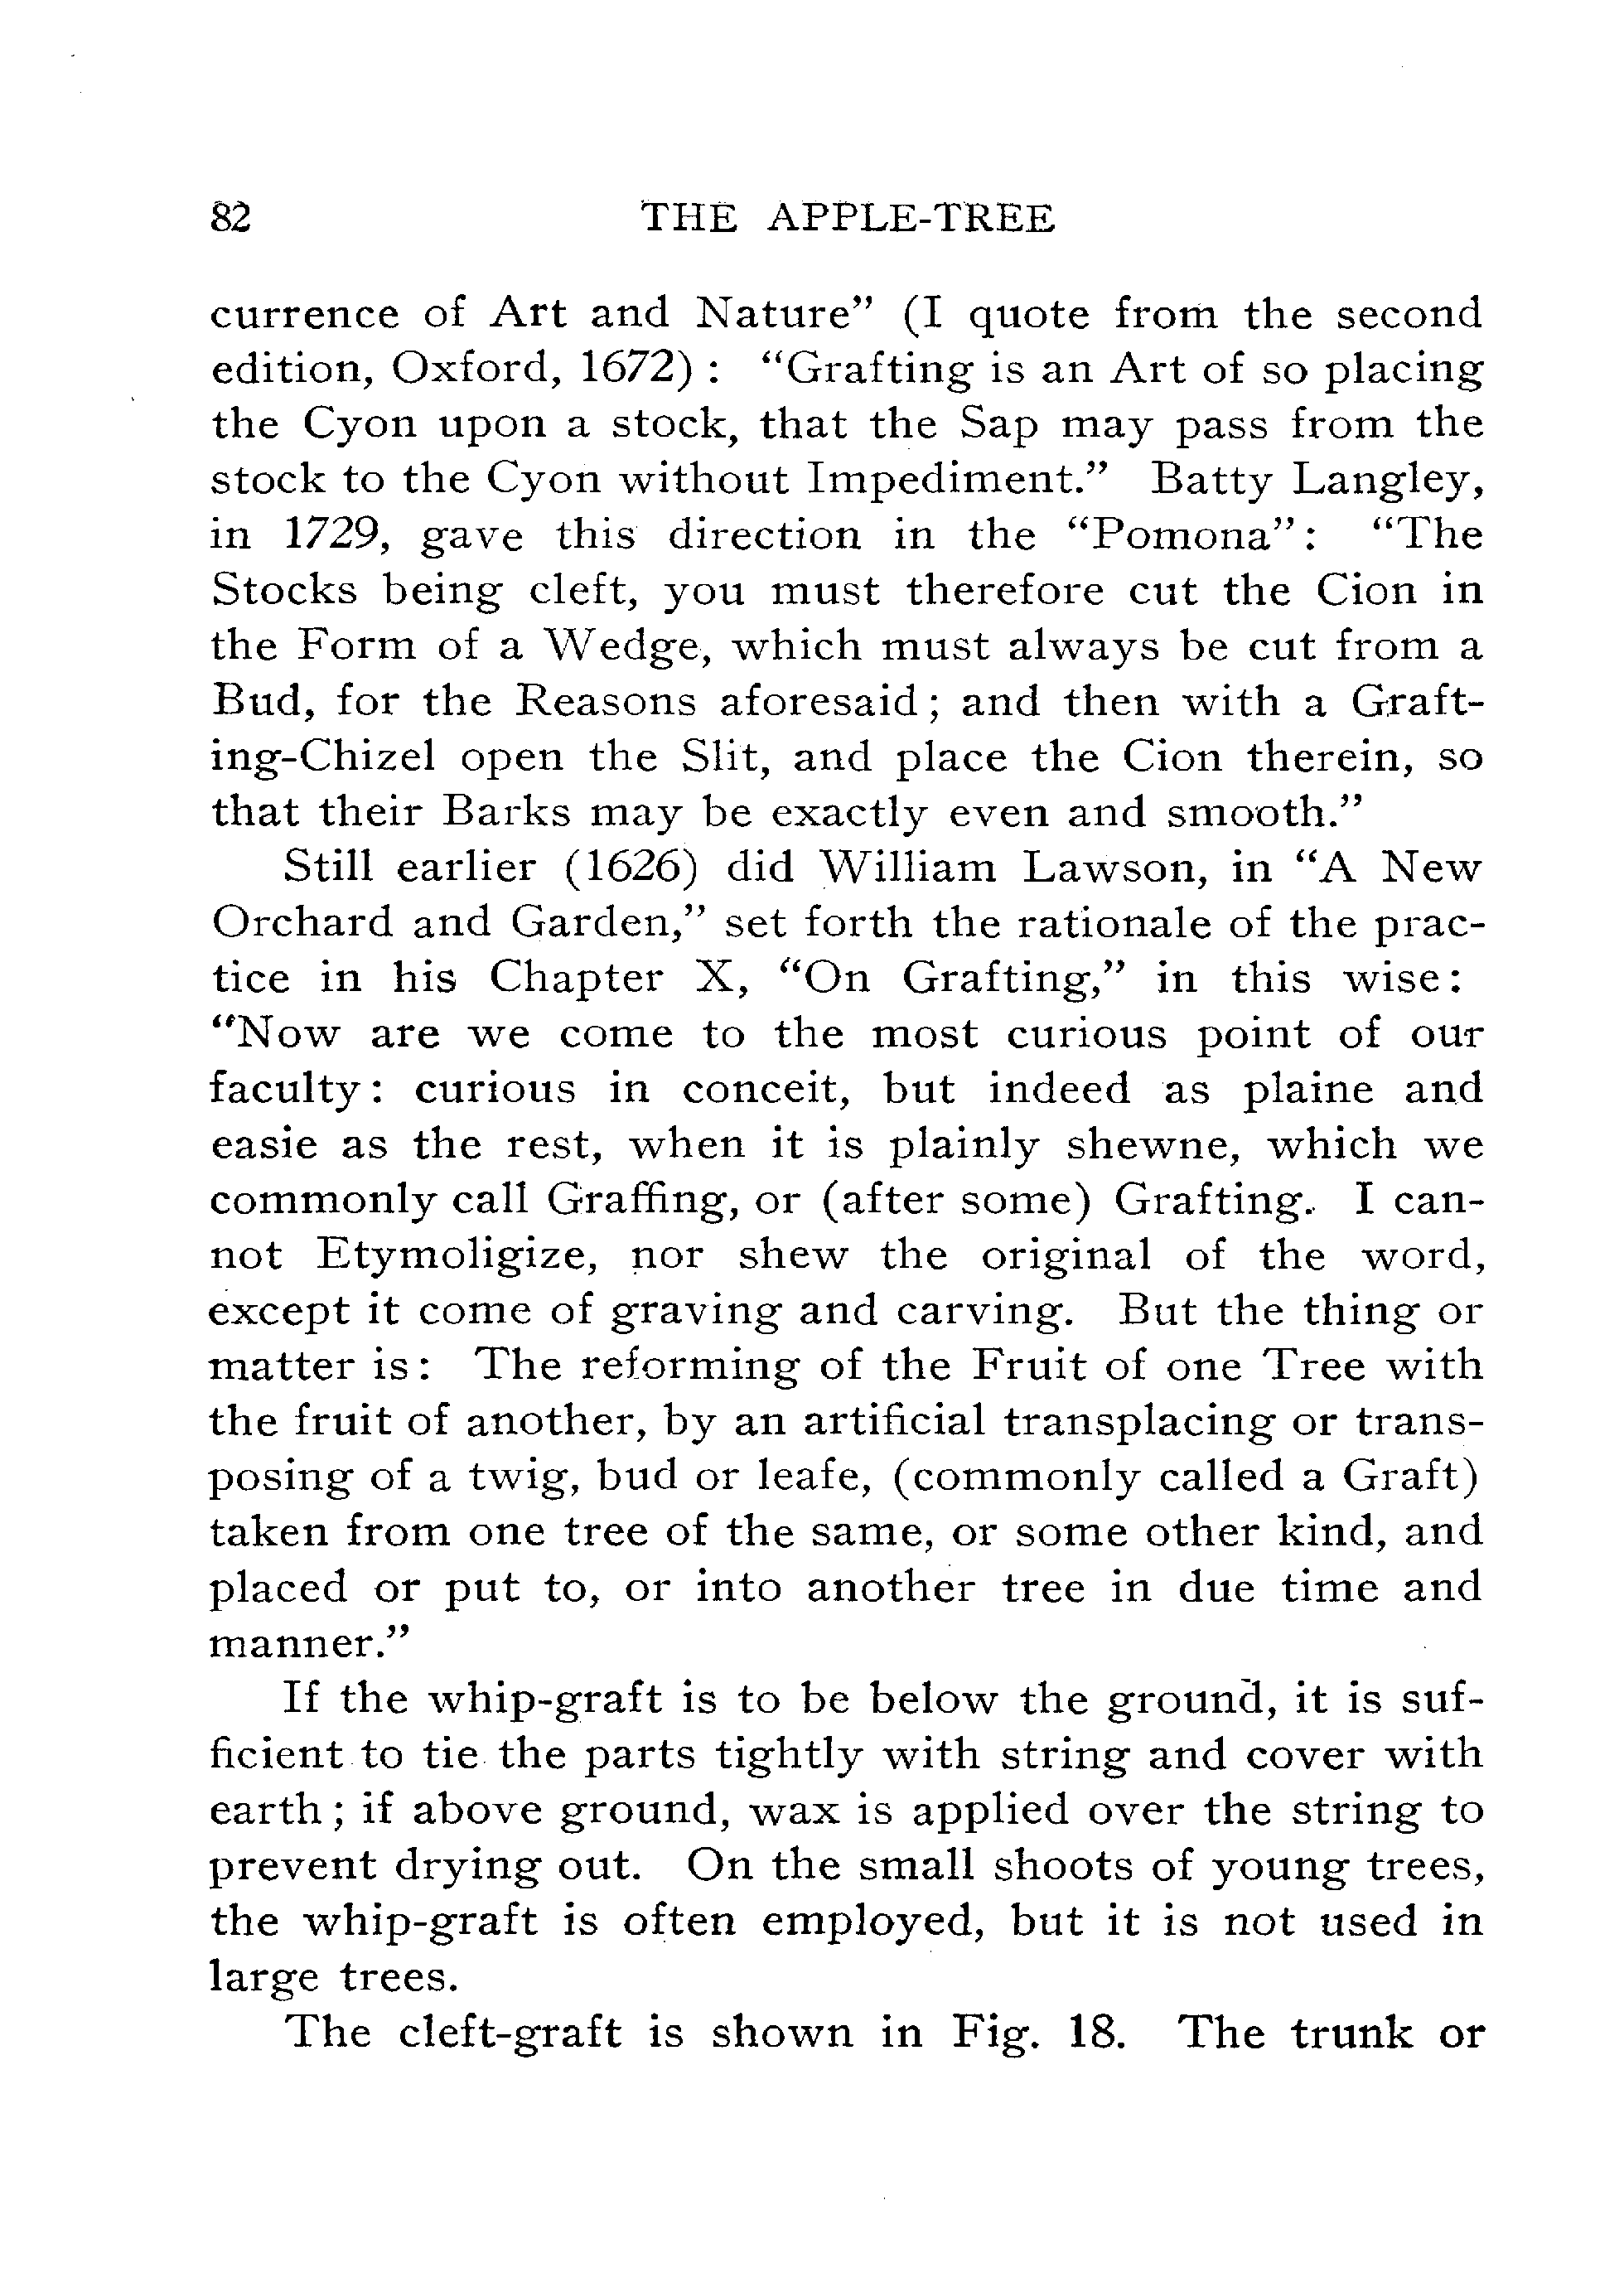 82 THE APPLE-TREE
currence of Art and Nature” (I quote from the second
edition, Oxford, 1672) : “Grafting is an Art of so placing
the Cyon upon a stock, that the Sap may pass from the
stock to the Cyon without Impediment.” Batty Langley,
in 1729, gave this direction in the “Pomona”: “The
Stocks being cleft, you must therefore cut the Cion in
the Form of a Wedge, which must always be cut from a
Bud, for the Reasons aforesaid; and then with a Graft-
ing-Chizel open the Slit, and place the Cion therein, so
that their Barks may be exactly even and smooth.”
Still earlier (1626) did William Lawson, in “A New
Orchard and Garden,” set forth the rationale of the prac-
tice in his Chapter X, “On Grafting,” in this wise:
“Now are we come to the most curious point of our
faculty: curious in conceit, but indeed as plaine and
easie as the rest, when it is plainly shewne, which we
commonly call Graffing, or (after some) Grafting. I can-
not Etymoligize, nor shew the original of the word,
except it come of graving and carving. But the thing or
matter is: The reforming of the Fruit of one Tree with
the fruit of another, by an artificial transplacing or trans-
posing of a twig, bud or leafe, (commonly called a Graft)
taken from one tree of the same, or some other kind, and
placed or put to, or into another tree in due time and
manner.”
If the whip-graft is to be below the ground, it is suf-
ficient to tie the parts tightly with string and cover with
earth; if above ground, wax is applied over the string to
prevent drying out. On the small shoots of young trees,
the whip-graft is often employed, but it is not used in
large trees.
The cleft-graft is shown in Fig. 18. The trunk or